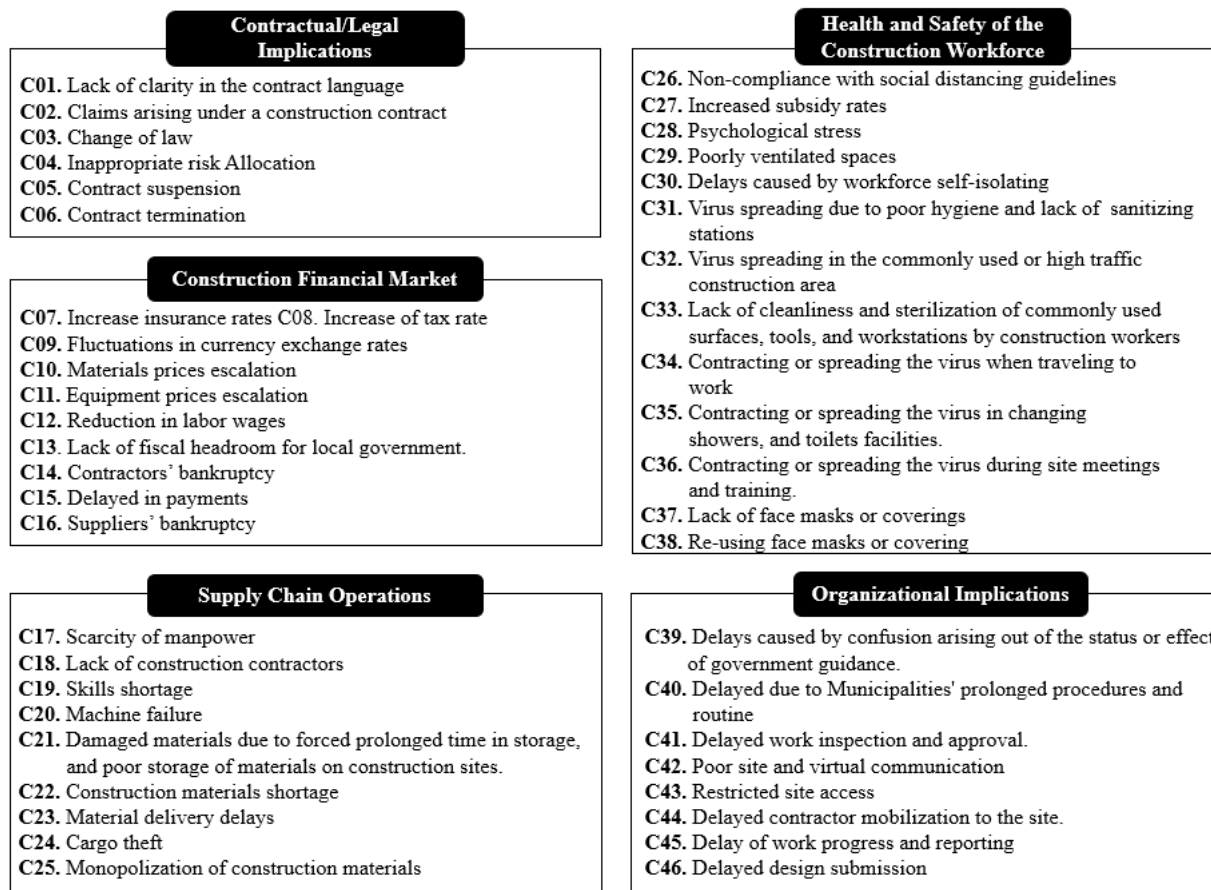 Contractual/Legal
Implications
C01. Lack of clarity in the contract language
C02. Claims arising under a construction contract
C03. Change of law
C04. Inappropriate risk Allocation
C05. Contract suspension
C06. Contract termination
Construction Financial Market
C07. Increase insurance rates C08. Increase of tax rate
C09. Fluctuations in currency exchange rates
C10. Materials prices escalation
C11. Equipment prices escalation
C12. Reduction in labor wages
C13. Lack of fiscal headroom for local government.
C14. Contractors’ bankruptcy
C15. Delayed in payments
C16. Suppliers’ bankruptcy
Supply Chain Operations
C17. Scarcity of manpower
C18. Lack of construction contractors
C19. Skills shortage
C20. Machine failure
C21. Damaged materials due to forced prolonged time in storage,
and poor storage of materials on construction sites.
C22. Construction materials shortage
C23. Material delivery delays
C24. Cargo theft
C25. Monopolization of construction materials
Health and Safety of the
Construction Workforce
C26. Non-compliance with social distancing guidelines
C27. Increased subsidy rates
C28. Psychological stress
C29. Poorly ventilated spaces
C30. Delays caused by workforce self-isolating
C31. Virus spreading due to poor hygiene and lack of sanitizing
stations
C32. Virus spreading in the commonly used or high traffic
construction area
C33. Lack of cleanliness and sterilization of commonly used
surfaces, tools, and workstations by construction workers
C34. Contracting or spreading the virus when traveling to
work
C35. Contracting or spreading the virus in changing
showers, and toilets facilities.
C36. Contracting or spreading the virus during site meetings
and training.
C37. Lack of face masks or coverings
C38. Re-using face masks or covering
Organizational Implications
C39. Delays caused by confusion arising out of the status or effect
of government guidance.
C40. Delayed due to Municipalities' prolonged procedures and
routine
C41. Delayed work inspection and approval.
C42. Poor site and virtual communication
C43. Restricted site access
C44. Delayed contractor mobilization to the site.
C45. Delay of work progress and reporting
C46. Delayed design submission